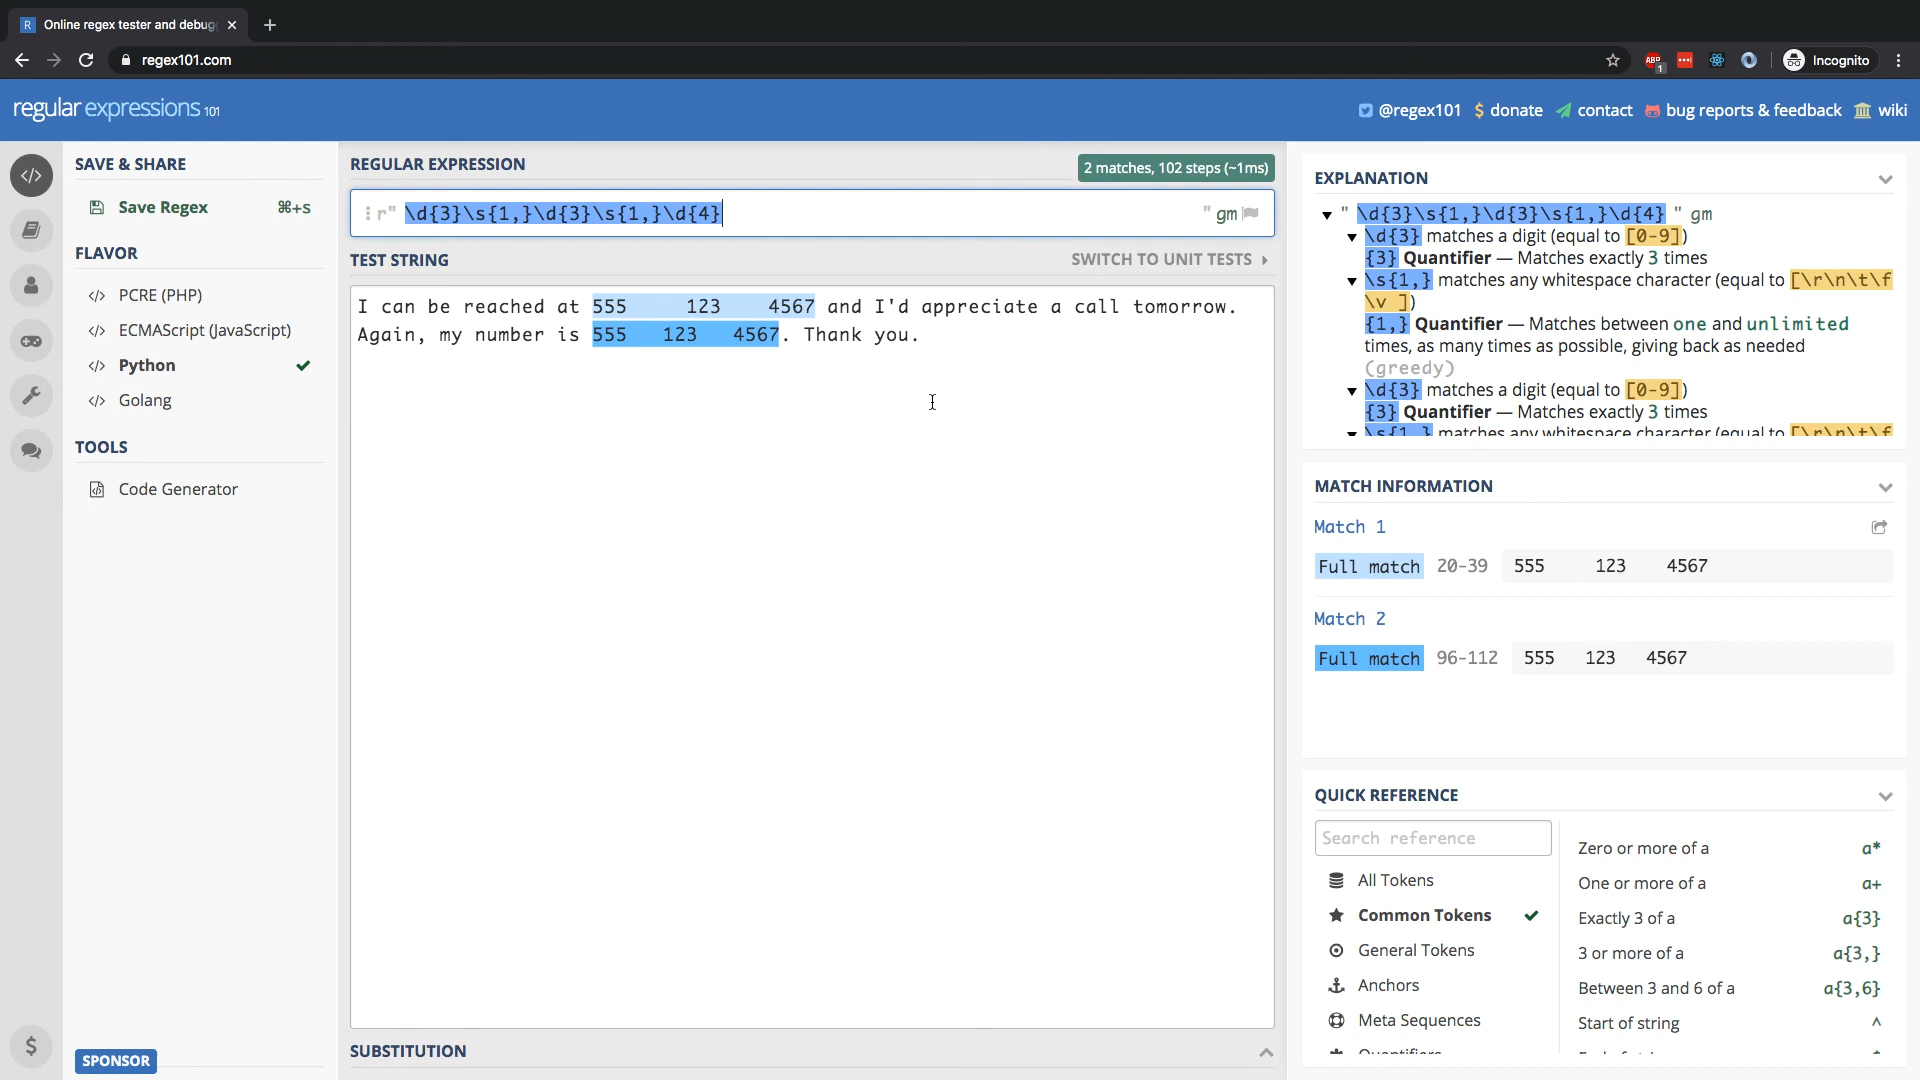 Online regex tester and debug
regex101.com
ABP
1
Incognito
regular expressions 101
@regex101
$ donate
contact
bug reports & feedback
wiki
SAVE & SHARE
Save Regex
⌘+s
FLAVOR
</> PCRE (PHP)
</> ECMAScript (JavaScript)
</> Python
</> Golang
TOOLS
Code Generator
$
SPONSOR
REGULAR EXPRESSION
2 matches, 102 steps (~1ms)
r" \d{3}\s{1,}\d{3}\s{1,}\d{4} " gm
TEST STRING
SWITCH TO UNIT TESTS
I can be reached at 555     123    4567 and I'd appreciate a call tomorrow.
Again, my number is 555   123   4567. Thank you.
SUBSTITUTION
EXPLANATION
" \d{3}\s{1,}\d{3}\s{1,}\d{4} " gm
\d{3} matches a digit (equal to [0-9])
{3} Quantifier — Matches exactly 3 times
\s{1,} matches any whitespace character (equal to [\r\n\t\f
\v ])
{1,} Quantifier — Matches between one and unlimited
times, as many times as possible, giving back as needed
(greedy)
\d{3} matches a digit (equal to [0-9])
{3} Quantifier — Matches exactly 3 times
\s{1,} matches any whitespace character (equal to [\r\n\t\f
MATCH INFORMATION
Match 1
Full match 20-39 555     123    4567
Match 2
Full match 96-112 555   123   4567
QUICK REFERENCE
Search reference
All Tokens
Common Tokens
General Tokens
Anchors
Meta Sequences
Quantifiers
Zero or more of a a*
One or more of a a+
Exactly 3 of a a{3}
3 or more of a a{3,}
Between 3 and 6 of a a{3,6}
Start of string ^